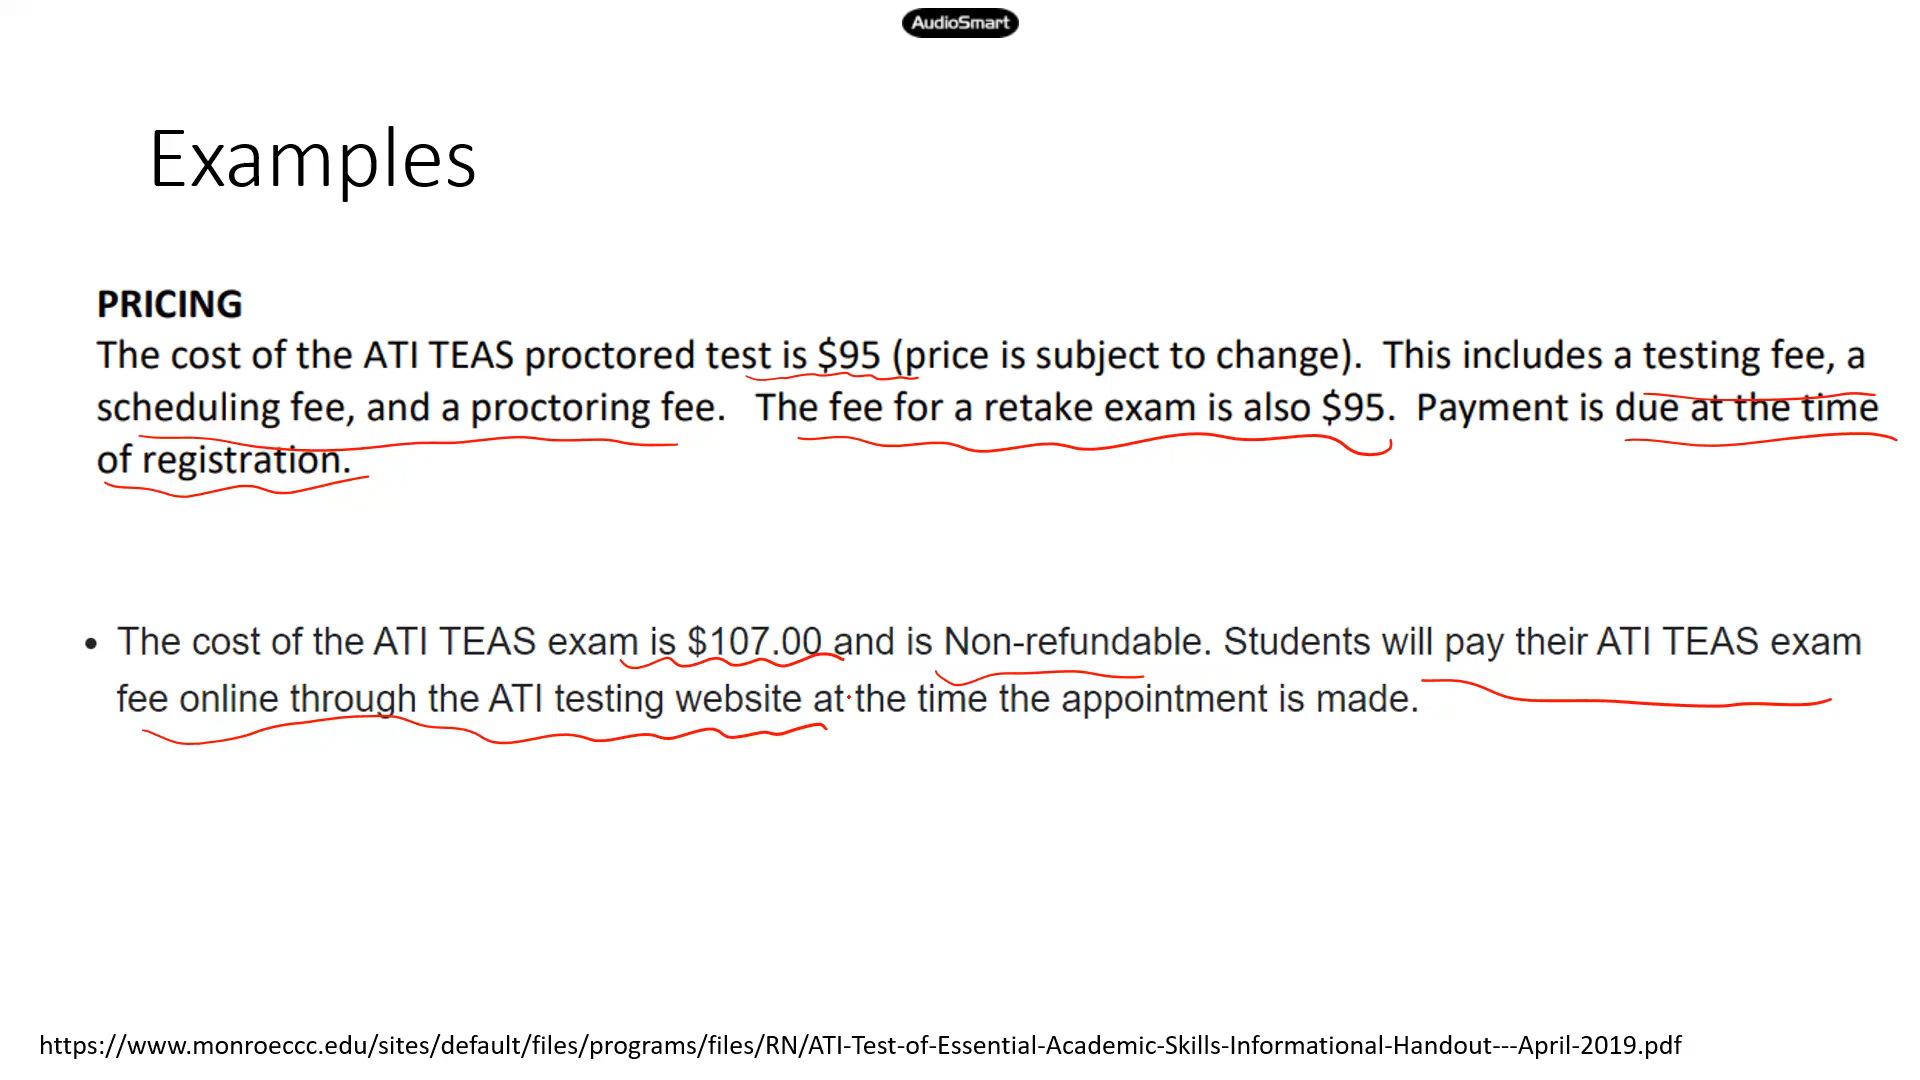 AudioSmart
Examples
PRICING
The cost of the ATI TEAS proctored test is $95 (price is subject to change).  This includes a testing fee, a
scheduling fee, and a proctoring fee.   The fee for a retake exam is also $95.  Payment is due at the time
of registration.
• The cost of the ATI TEAS exam is $107.00 and is Non-refundable. Students will pay their ATI TEAS exam
fee online through the ATI testing website at the time the appointment is made.
https://www.monroeccc.edu/sites/default/files/programs/files/RN/ATI-Test-of-Essential-Academic-Skills-Informational-Handout---April-2019.pdf